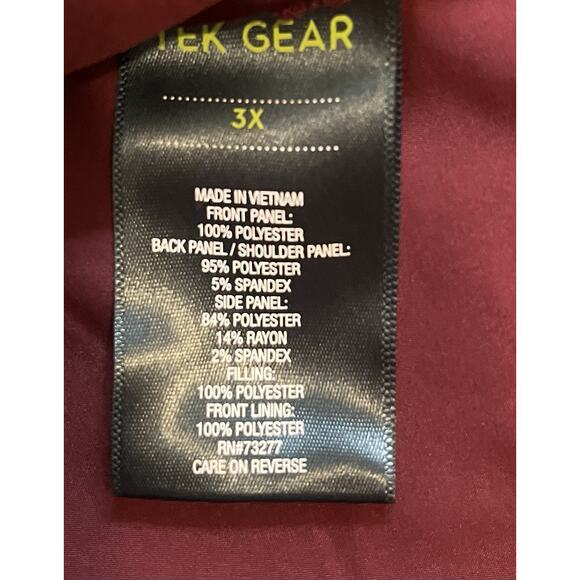 TEK GEAR
3X
MADE IN VIETNAM
FRONT PANEL:
100% POLYESTER
BACK PANEL / SHOULDER PANEL:
95% POLYESTER
5% SPANDEX
SIDE PANEL:
84% POLYESTER
14% RAYON
2% SPANDEX
FILLING:
100% POLYESTER
FRONT LINING:
100% POLYESTER
RN#73277
CARE ON REVERSE